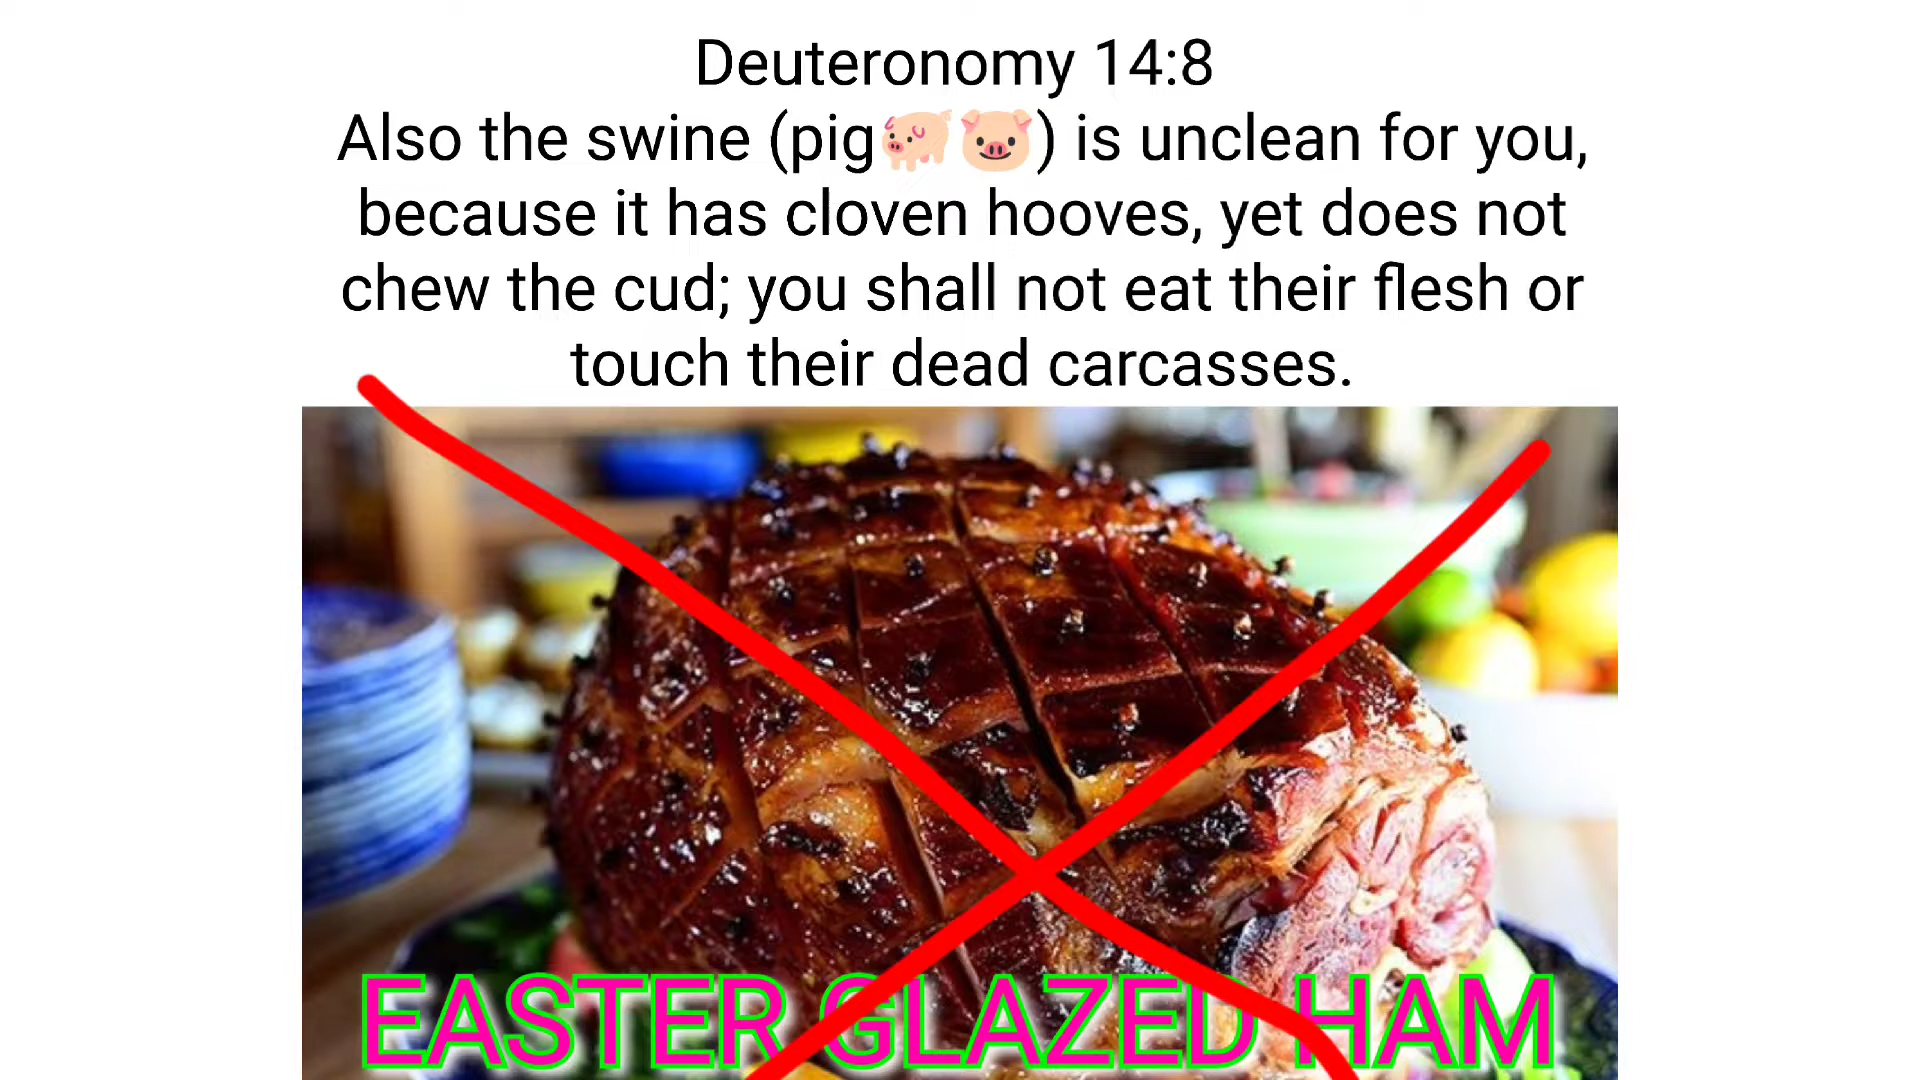 Deuteronomy 14:8
Also the swine (pig🐖🐷) is unclean for you,
because it has cloven hooves, yet does not
chew the cud; you shall not eat their flesh or
touch their dead carcasses.
EASTER GLAZED HAM